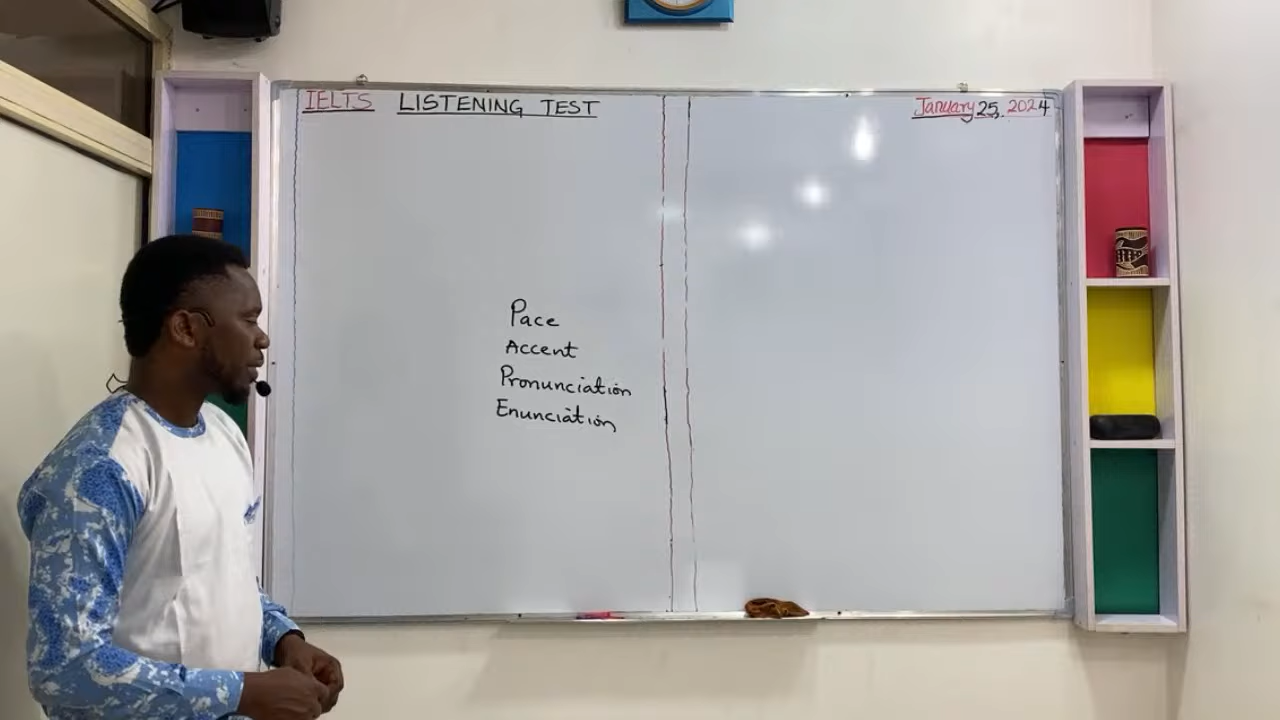 IELTS LISTENING TEST
January 25, 2024
Pace
Accent
Pronunciation
Enunciation